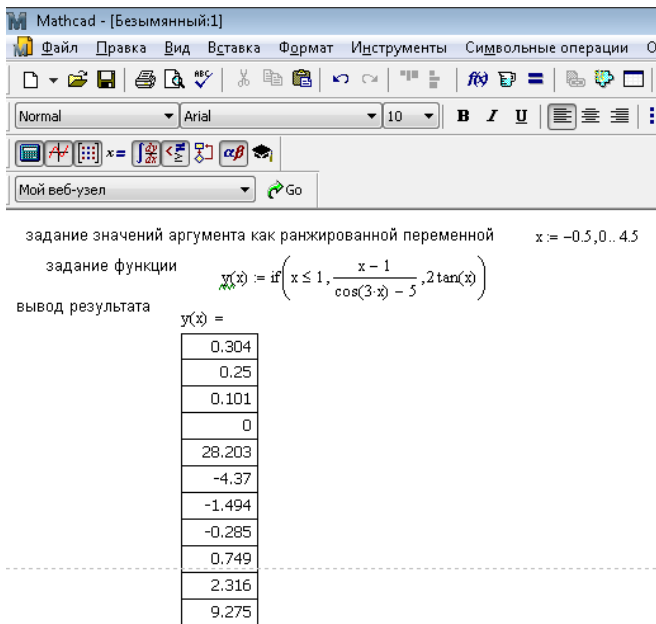 Mathcad - [Безымянный:1]
Файл Правка Вид Вставка Формат Инструменты Символьные операции О
Normal Arial 10 B I U
Мой веб-узел Go
задание значений аргумента как ранжированной переменной x := −0.5,0.. 4.5
задание функции y(x) := if(x ≤ 1, (x − 1)/(cos(3·x) − 5), 2 tan(x))
вывод результата
y(x) =
0.304
0.25
0.101
0
28.203
-4.37
-1.494
-0.285
0.749
2.316
9.275